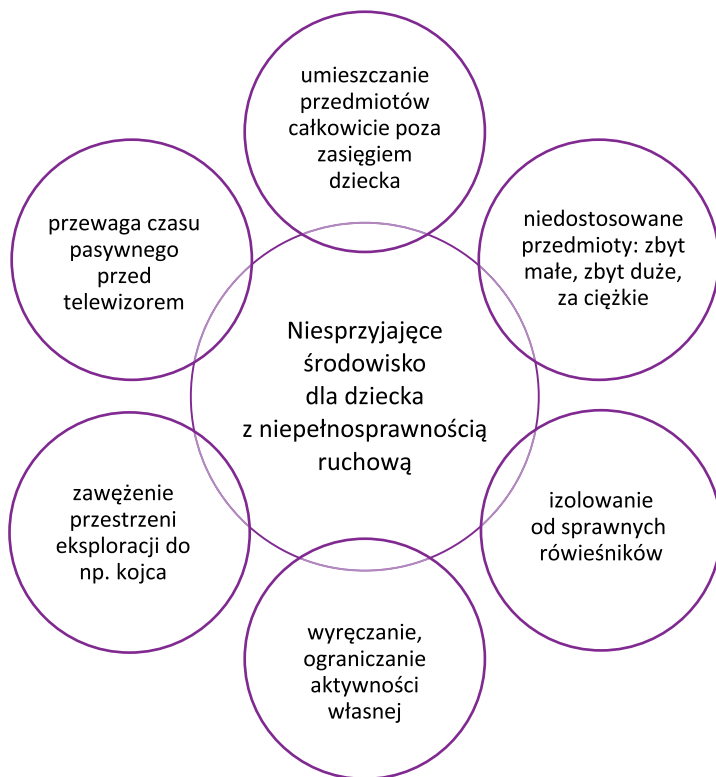 umieszczanie
przedmiotów
całkowicie poza
zasięgiem
dziecka
niedostosowane
przedmioty: zbyt
małe, zbyt duże,
za ciężkie
izolowanie
od sprawnych
rówieśników
wyręczanie,
ograniczanie
aktywności
własnej
zawężenie
przestrzeni
eksploracji do
np. kojca
przewaga czasu
pasywnego
przed
telewizorem
Niesprzyjajęce
środowisko
dla dziecka
z niepełnosprawnością
ruchową